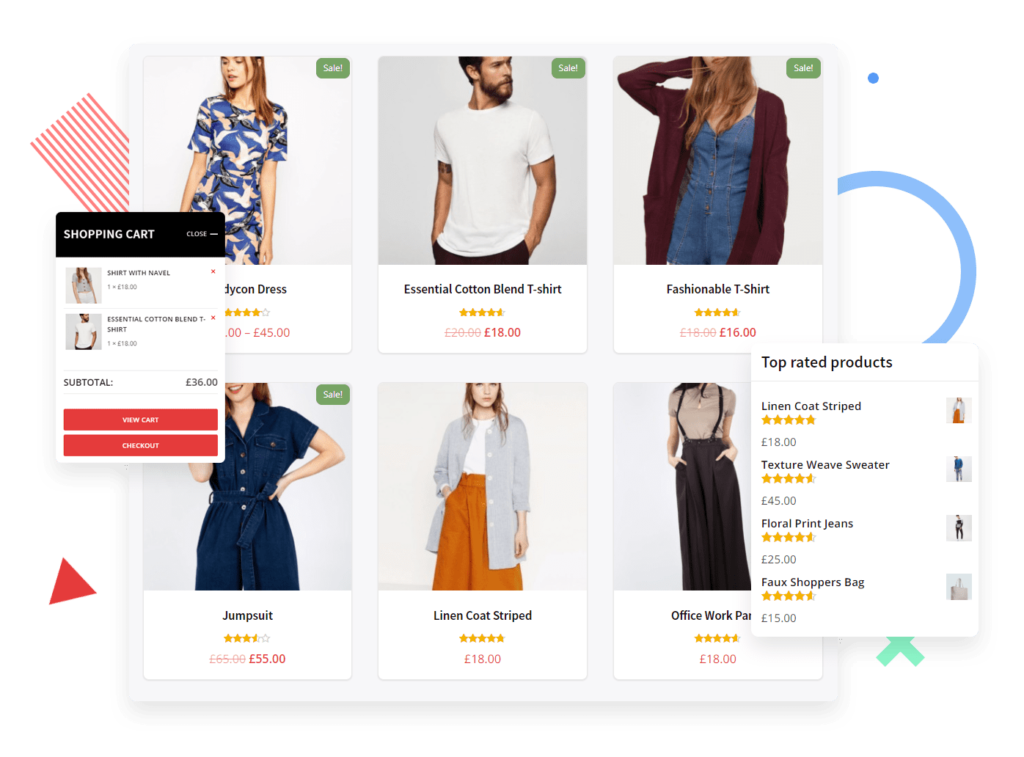 Sale!
Sale!
Sale!
SHOPPING CART
CLOSE
SHIRT WITH NAVEL
×
1 × £18.00
ESSENTIAL COTTON BLEND T-
SHIRT
×
1 × £18.00
SUBTOTAL: £36.00
VIEW CART
CHECKOUT
dycon Dress
.00 – £45.00
Essential Cotton Blend T-shirt
£20.00 £18.00
Fashionable T-Shirt
£18.00 £16.00
Sale!
Jumpsuit
£65.00 £55.00
Linen Coat Striped
£18.00
Office Work Pa
£18.00
Top rated products
Linen Coat Striped
£18.00
Texture Weave Sweater
£45.00
Floral Print Jeans
£25.00
Faux Shoppers Bag
£15.00